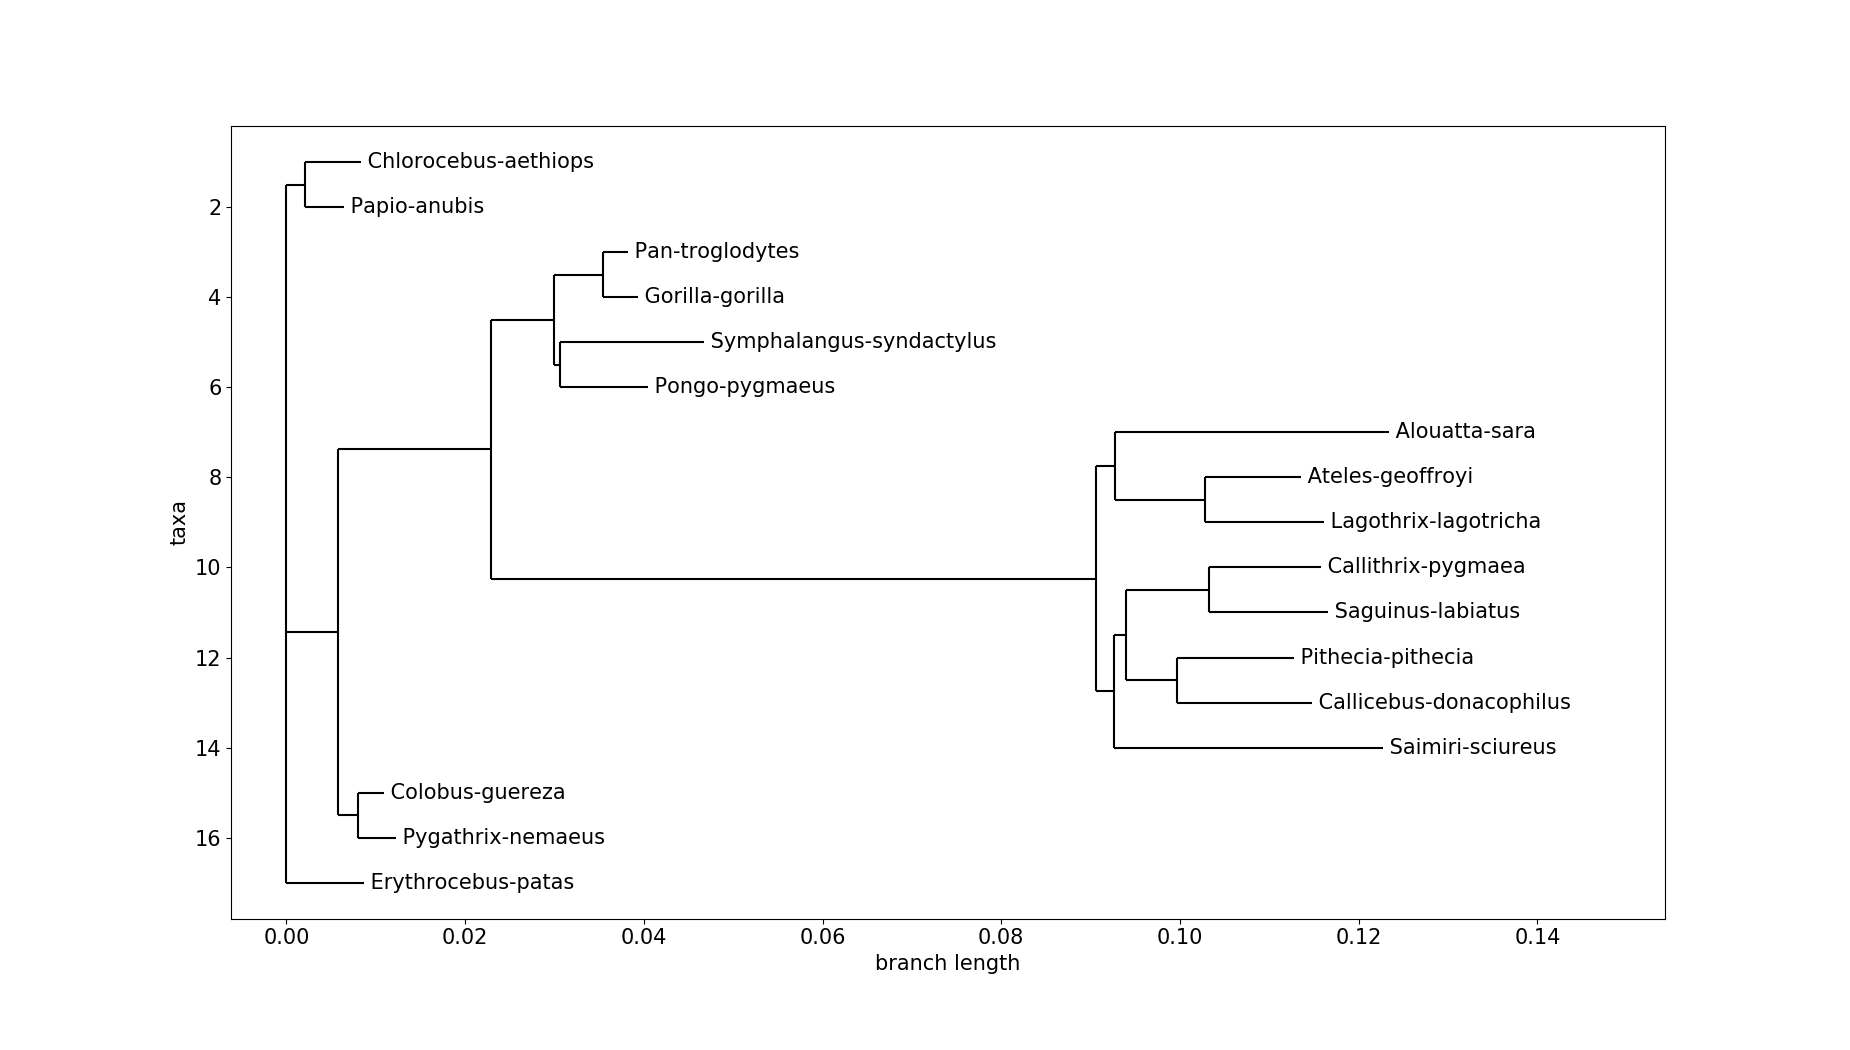 Chlorocebus-aethiops
Papio-anubis
Pan-troglodytes
Gorilla-gorilla
Symphalangus-syndactylus
Pongo-pygmaeus
Alouatta-sara
Ateles-geoffroyi
Lagothrix-lagotricha
Callithrix-pygmaea
Saguinus-labiatus
Pithecia-pithecia
Callicebus-donacophilus
Saimiri-sciureus
Colobus-guereza
Pygathrix-nemaeus
Erythrocebus-patas
2
4
6
8
10
12
14
16
taxa
0.00 0.02 0.04 0.06 0.08 0.10 0.12 0.14
branch length